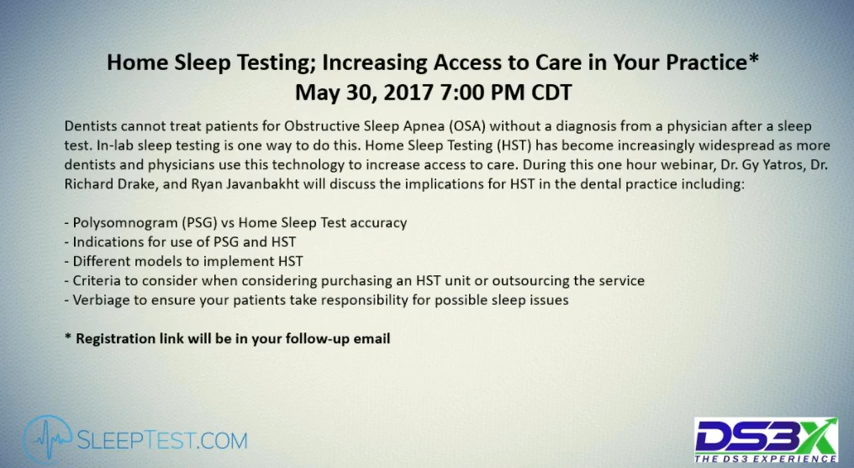 Home Sleep Testing; Increasing Access to Care in Your Practice*
May 30, 2017 7:00 PM CDT
Dentists cannot treat patients for Obstructive Sleep Apnea (OSA) without a diagnosis from a physician after a sleep
test. In-lab sleep testing is one way to do this. Home Sleep Testing (HST) has become increasingly widespread as more
dentists and physicians use this technology to increase access to care. During this one hour webinar, Dr. Gy Yatros, Dr.
Richard Drake, and Ryan Javanbakht will discuss the implications for HST in the dental practice including:
- Polysomnogram (PSG) vs Home Sleep Test accuracy
- Indications for use of PSG and HST
- Different models to implement HST
- Criteria to consider when considering purchasing an HST unit or outsourcing the service
- Verbiage to ensure your patients take responsibility for possible sleep issues
* Registration link will be in your follow-up email
SLEEPTEST.COM
DS3X
THE DS3 EXPERIENCE